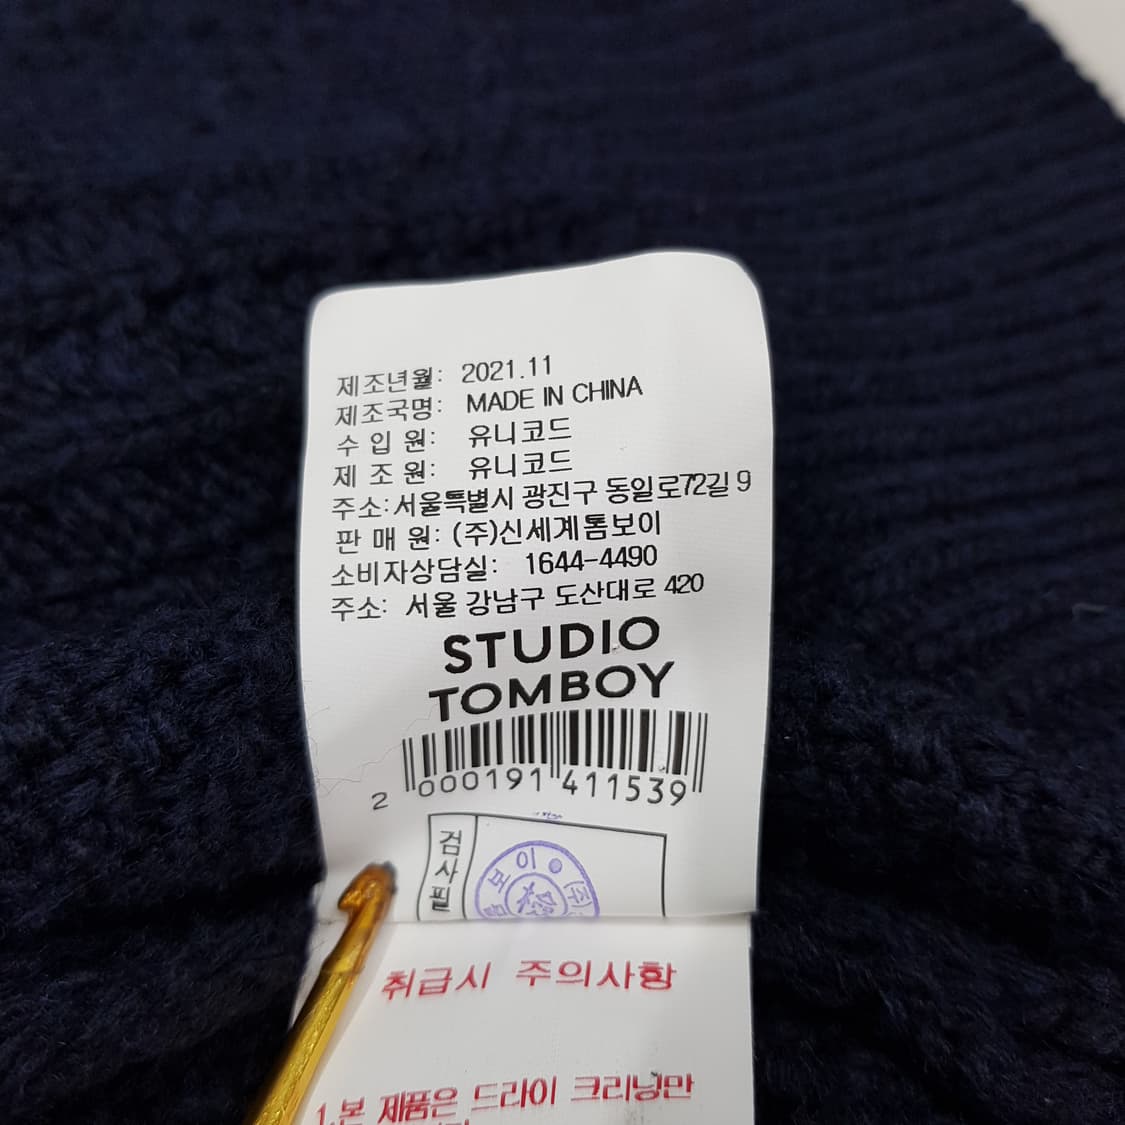 제조년월: 2021.11
제조국명: MADE IN CHINA
수 입 원: 유니코드
제 조 원: 유니코드
주소:서울특별시 광진구 동일로72길 9
판 매 원: (주)신세계톰보이
소비자상담실: 1644-4490
주소: 서울 강남구 도산대로 420
STUDIO
TOMBOY
2 000191 411539
검사필
톰보이 (주)
취급시 주의사항
1.본 제품은 드라이 크리닝만